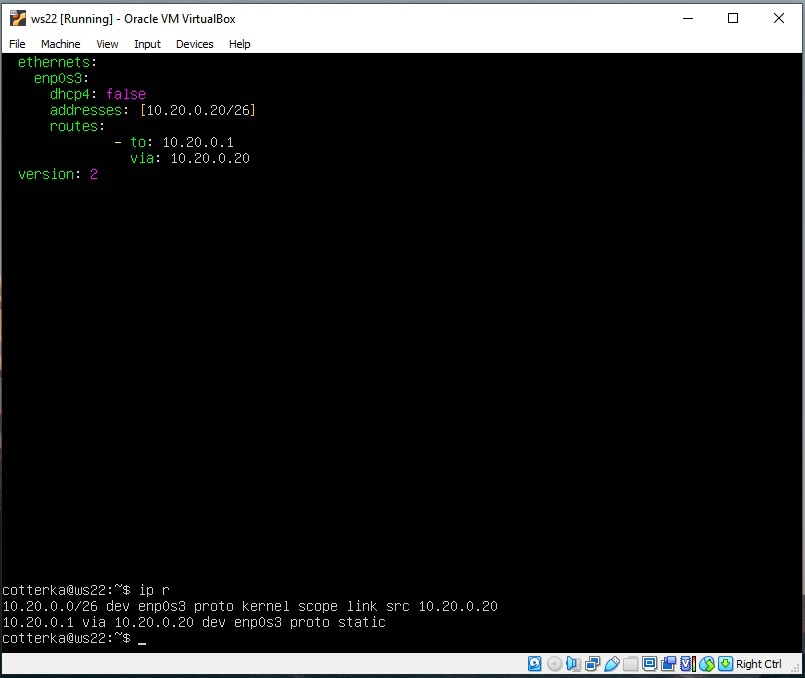 ws22 [Running] - Oracle VM VirtualBox
File Machine View Input Devices Help
ethernets:
enp0s3:
dhcp4: false
addresses: [10.20.0.20/26]
routes:
- to: 10.20.0.1
via: 10.20.0.20
version: 2
cotterka@ws22:~$ ip r
10.20.0.0/26 dev enp0s3 proto kernel scope link src 10.20.0.20
10.20.0.1 via 10.20.0.20 dev enp0s3 proto static
cotterka@ws22:~$ _
Right Ctrl